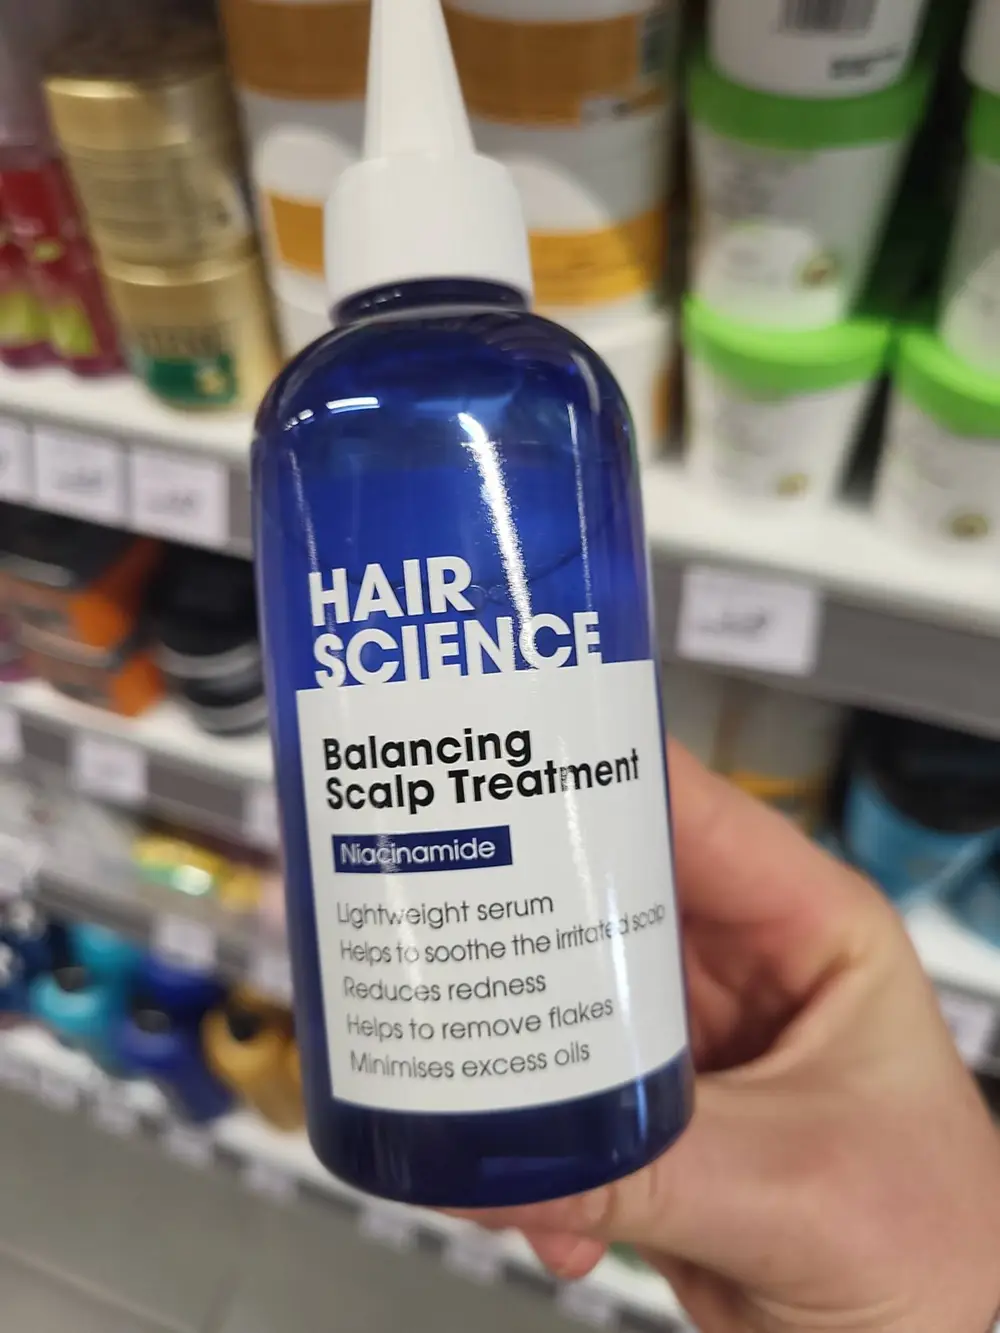 HAIR
SCIENCE
Balancing
Scalp Treatment
Niacinamide
Lightweight serum
Helps to soothe the irritated scalp
Reduces redness
Helps to remove flakes
Minimises excess oils